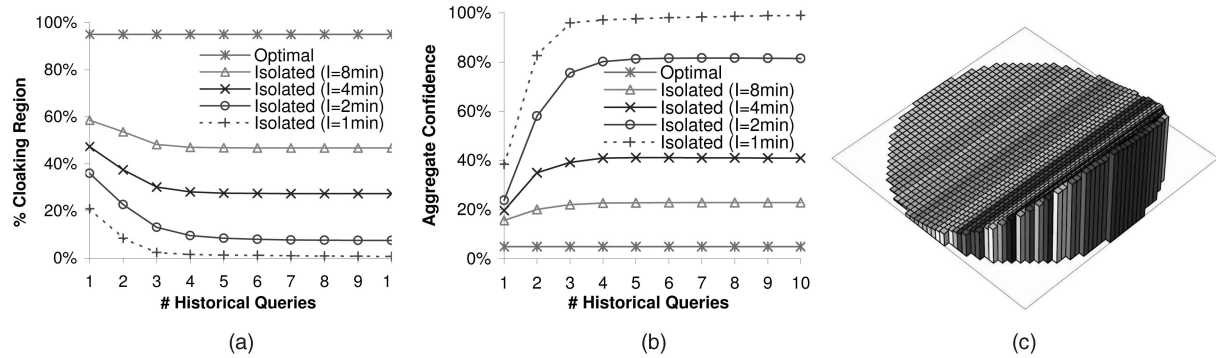 100%
80%
60%
40%
20%
0%
% Cloaking Region
Optimal
Isolated (I=8min)
Isolated (I=4min)
Isolated (I=2min)
Isolated (I=1min)
1 2 3 4 5 6 7 8 9 1
# Historical Queries
(a)
100%
80%
60%
40%
20%
0%
Aggregate Confidence
Optimal
Isolated (I=8min)
Isolated (I=4min)
Isolated (I=2min)
Isolated (I=1min)
1 2 3 4 5 6 7 8 9 10
# Historical Queries
(b)
(c)